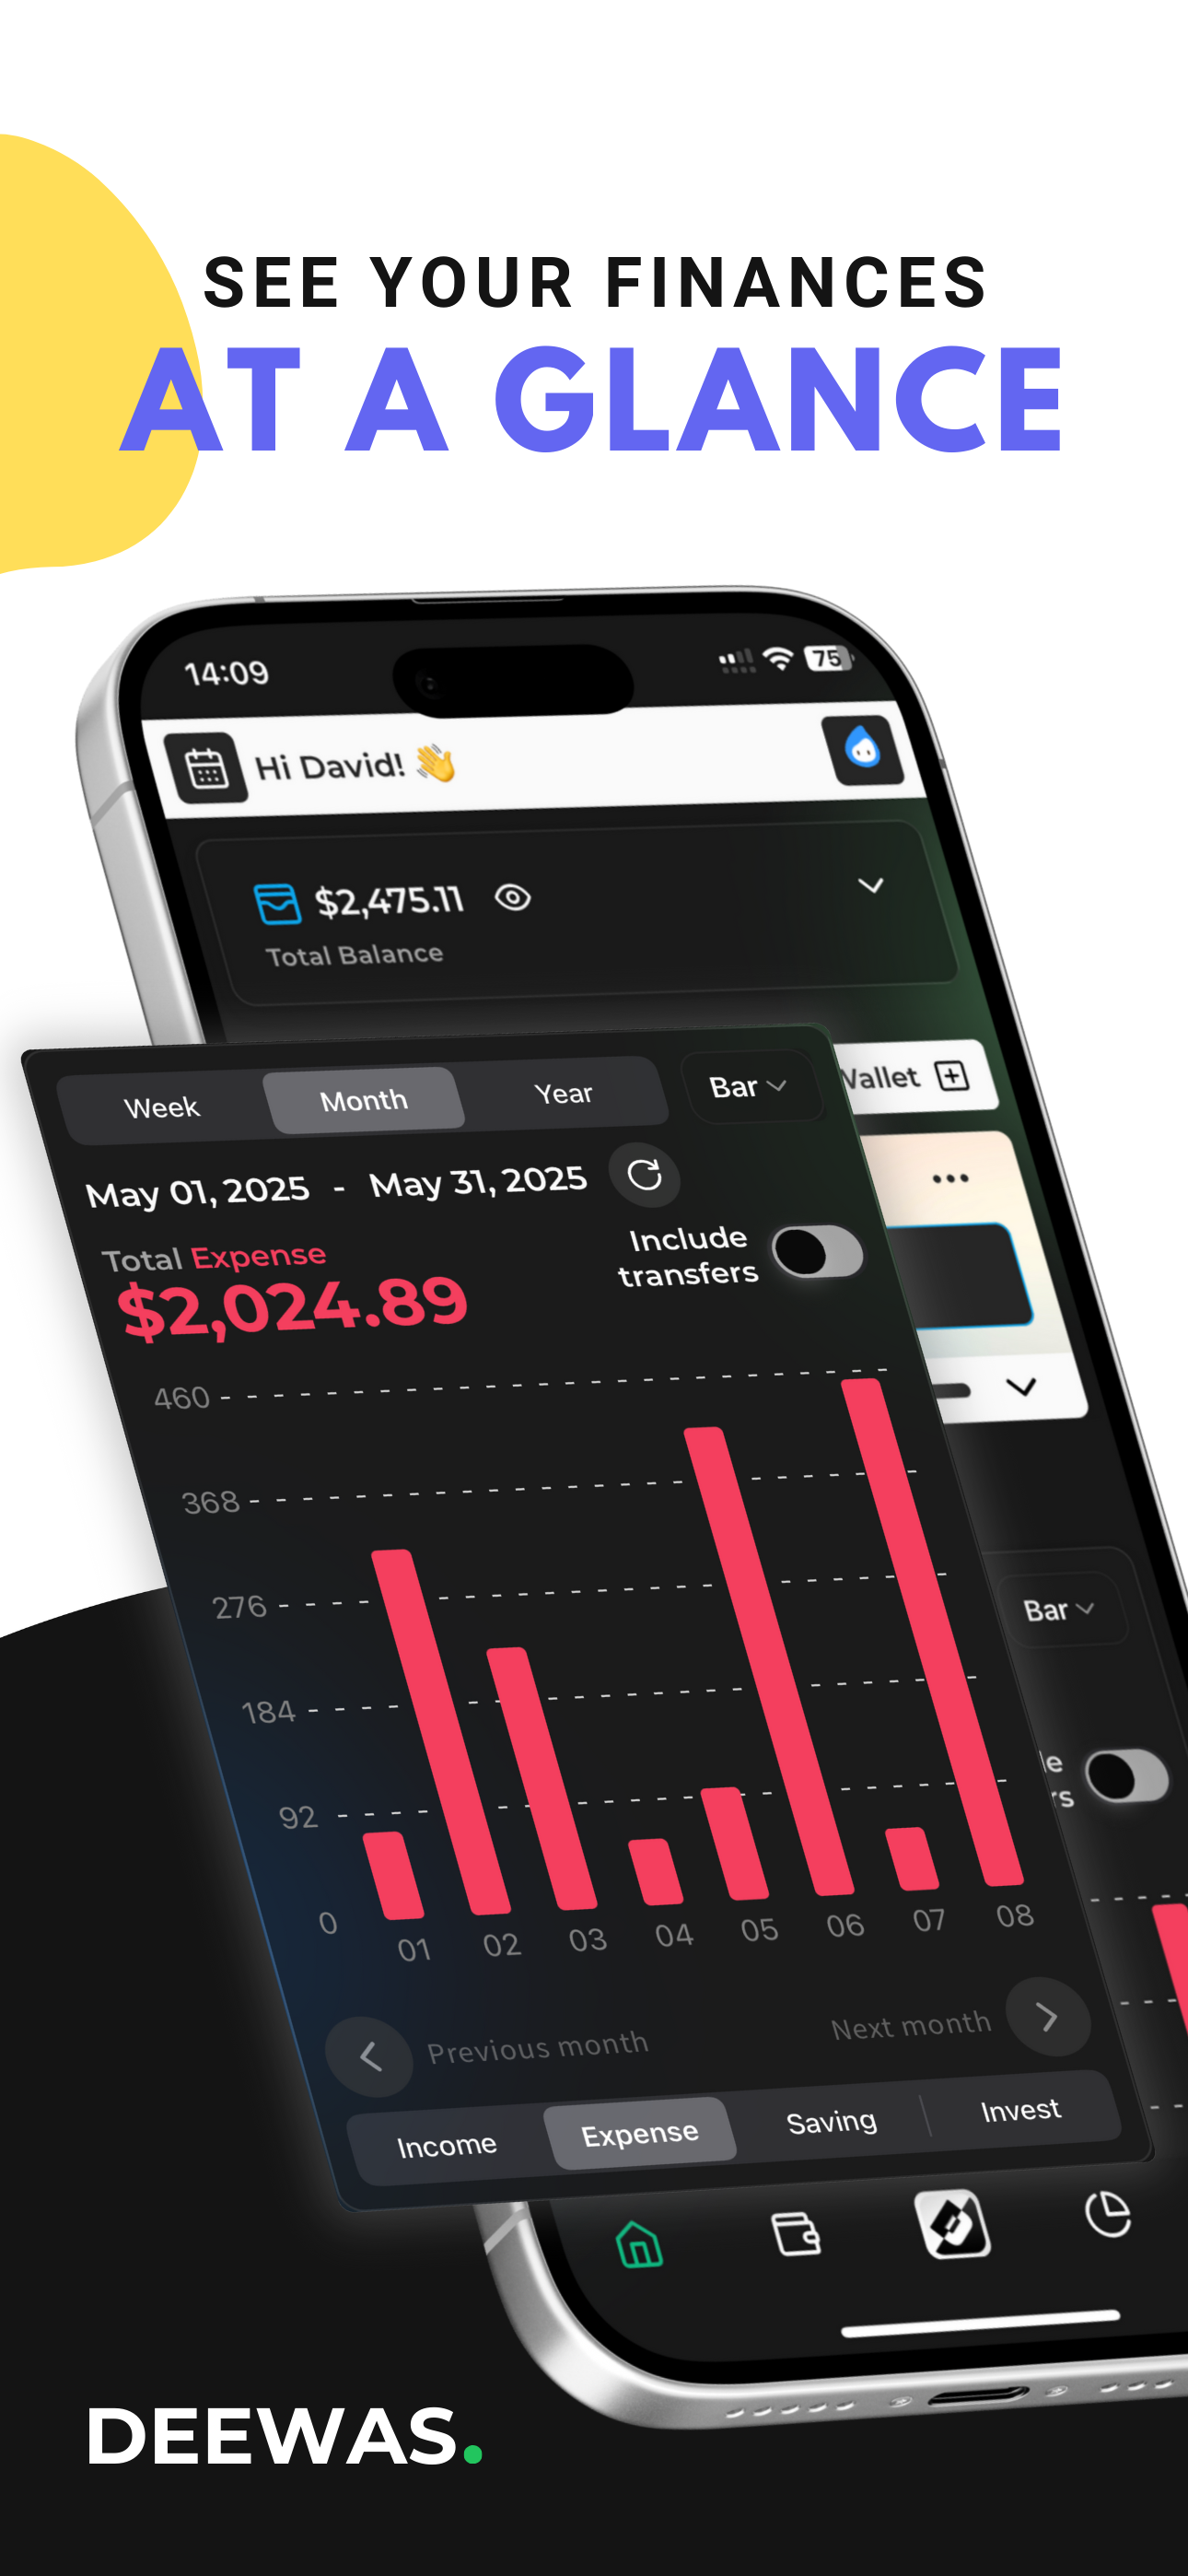 SEE YOUR FINANCES
AT A GLANCE
14:09
75
Hi David! 👋
$2,475.11
Total Balance
Week Month Year Bar
May 01, 2025 - May 31, 2025
Total Expense
$2,024.89
Include
transfers
460
368
276
184
92
0
01 02 03 04 05 06 07 08
Previous month Next month
Income Expense Saving Invest
Bar
DEEWAS.